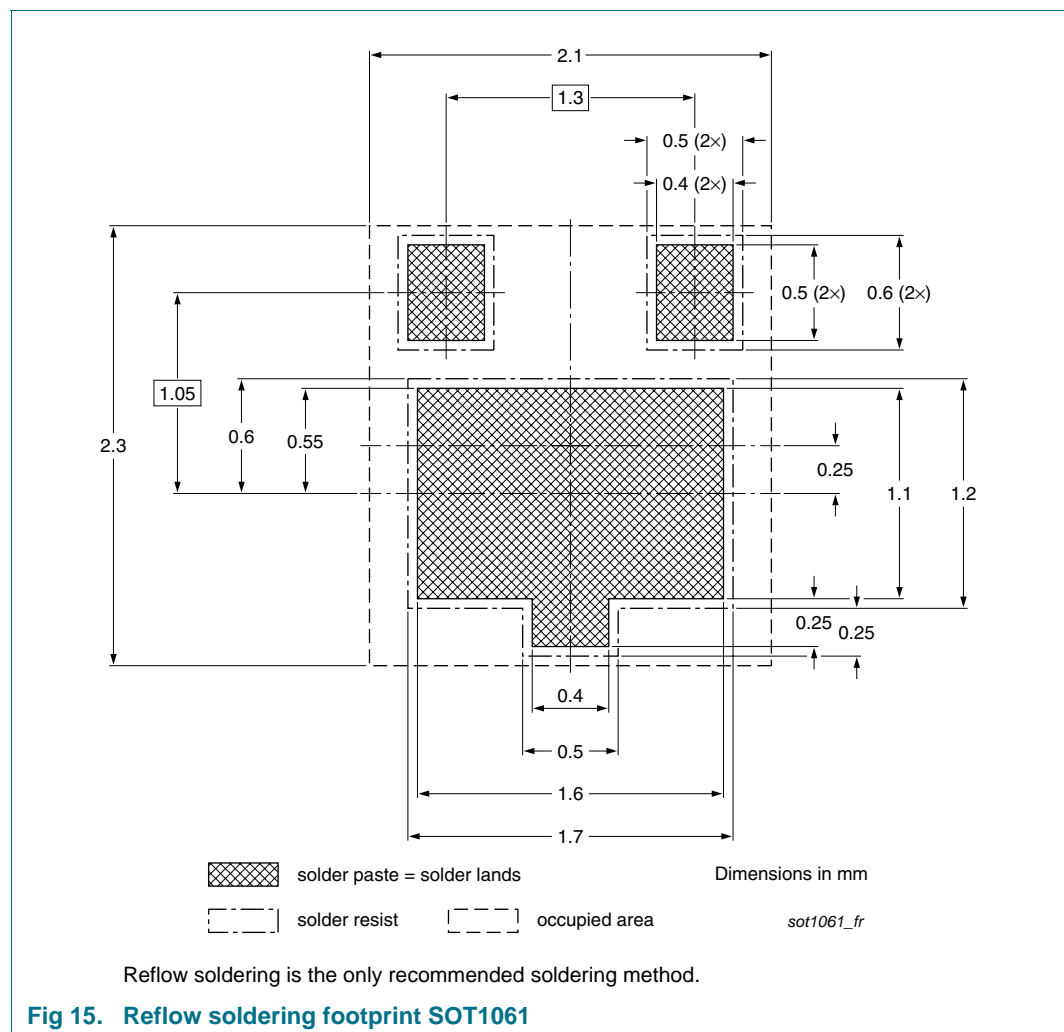 2.1
1.3
0.5 (2×)
0.4 (2×)
0.5 (2×)
0.6 (2×)
1.05
2.3
0.6
0.55
0.25
1.1
1.2
0.25
0.25
0.4
0.5
1.6
1.7
solder paste = solder lands
Dimensions in mm
solder resist
occupied area
sot1061_fr
Reflow soldering is the only recommended soldering method.
Fig 15. Reflow soldering footprint SOT1061